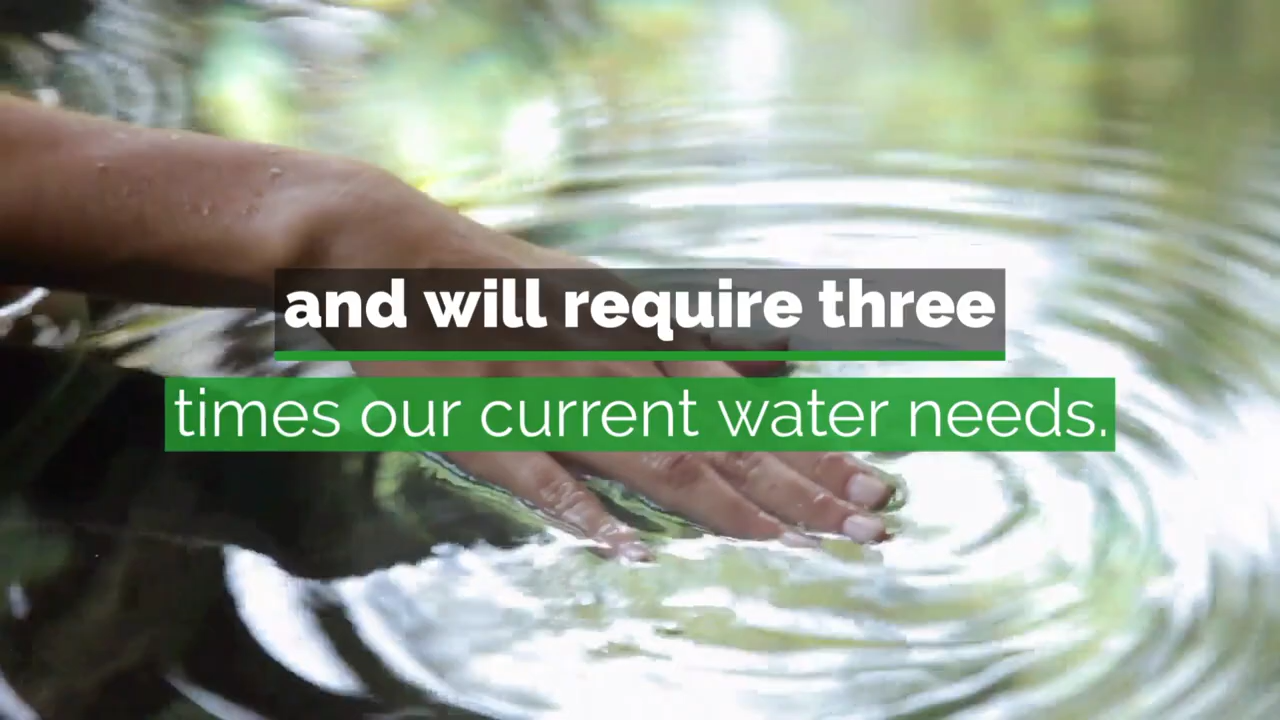 and will require three
times our current water needs.